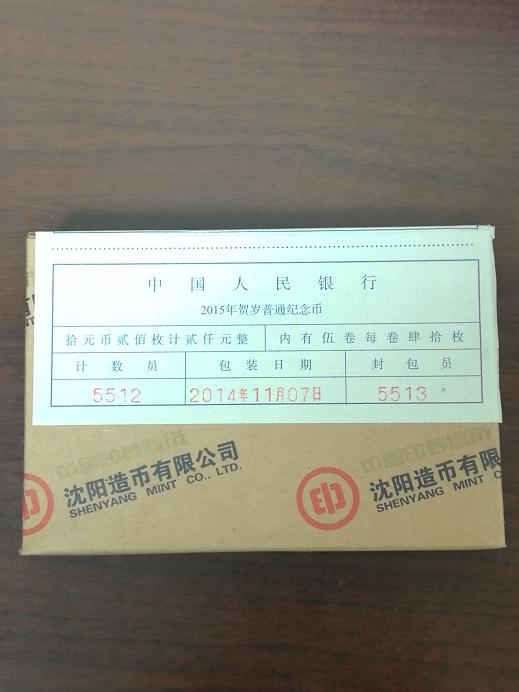 中国人民银行
2015年贺岁普通纪念币
拾元币贰佰枚计贰仟元整 内有伍卷每卷肆拾枚
计数员 包装日期 封包员
5512 2014年11月07日 5513
沈阳造币有限公司
SHENYANG MINT CO., LTD.
沈阳造币有限
SHENYANG MINT CO